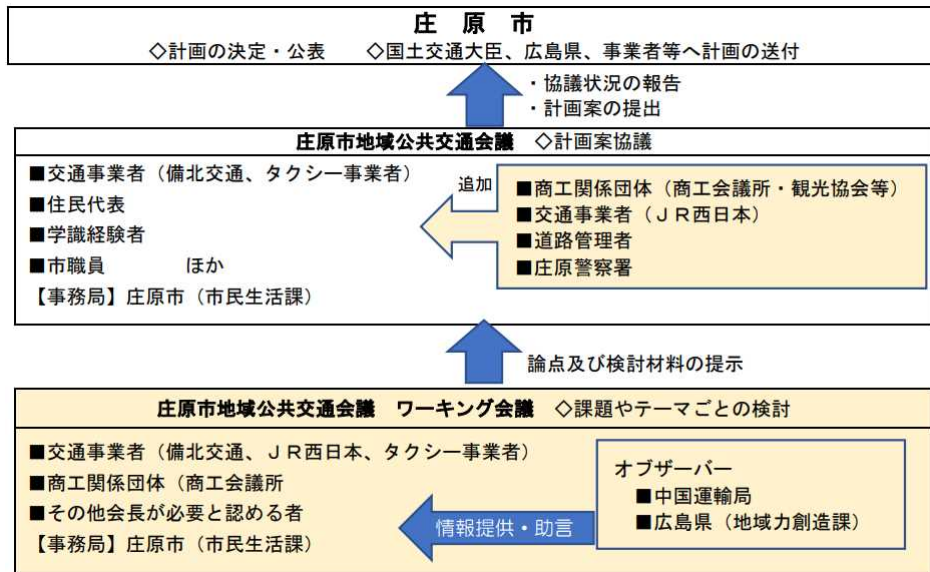 庄 原 市
◇計画の決定・公表 ◇国土交通大臣、広島県、事業者等へ計画の送付
・協議状況の報告
・計画案の提出
庄原市地域公共交通会議 ◇計画案協議
■交通事業者（備北交通、タクシー事業者）
■住民代表
■学識経験者
■市職員 ほか
【事務局】庄原市（市民生活課）
追加
■商工関係団体（商工会議所・観光協会等）
■交通事業者（ＪＲ西日本）
■道路管理者
■庄原警察署
論点及び検討材料の提示
庄原市地域公共交通会議 ワーキング会議 ◇課題やテーマごとの検討
■交通事業者（備北交通、ＪＲ西日本、タクシー事業者）
■商工関係団体（商工会議所
■その他会長が必要と認める者
【事務局】庄原市（市民生活課）
情報提供・助言
オブザーバー
■中国運輸局
■広島県（地域力創造課）